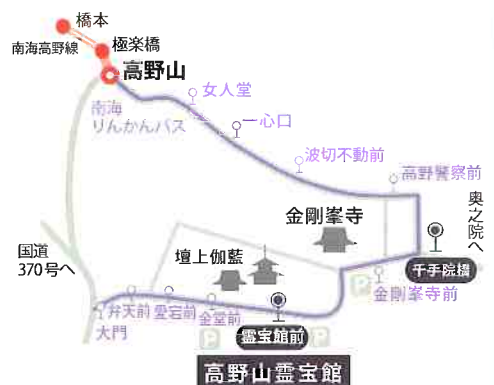 橋本
南海高野線
極楽橋
高野山
南海
りんかんバス
女人堂
一心口
波切不動前
高野警察前
奥之院へ
金剛峯寺
千手院橋
壇上伽藍
国道
370号へ
金剛峯寺前
弁天前
愛宕前
金堂前
大門
霊宝館前
P
P
P
高野山霊宝館